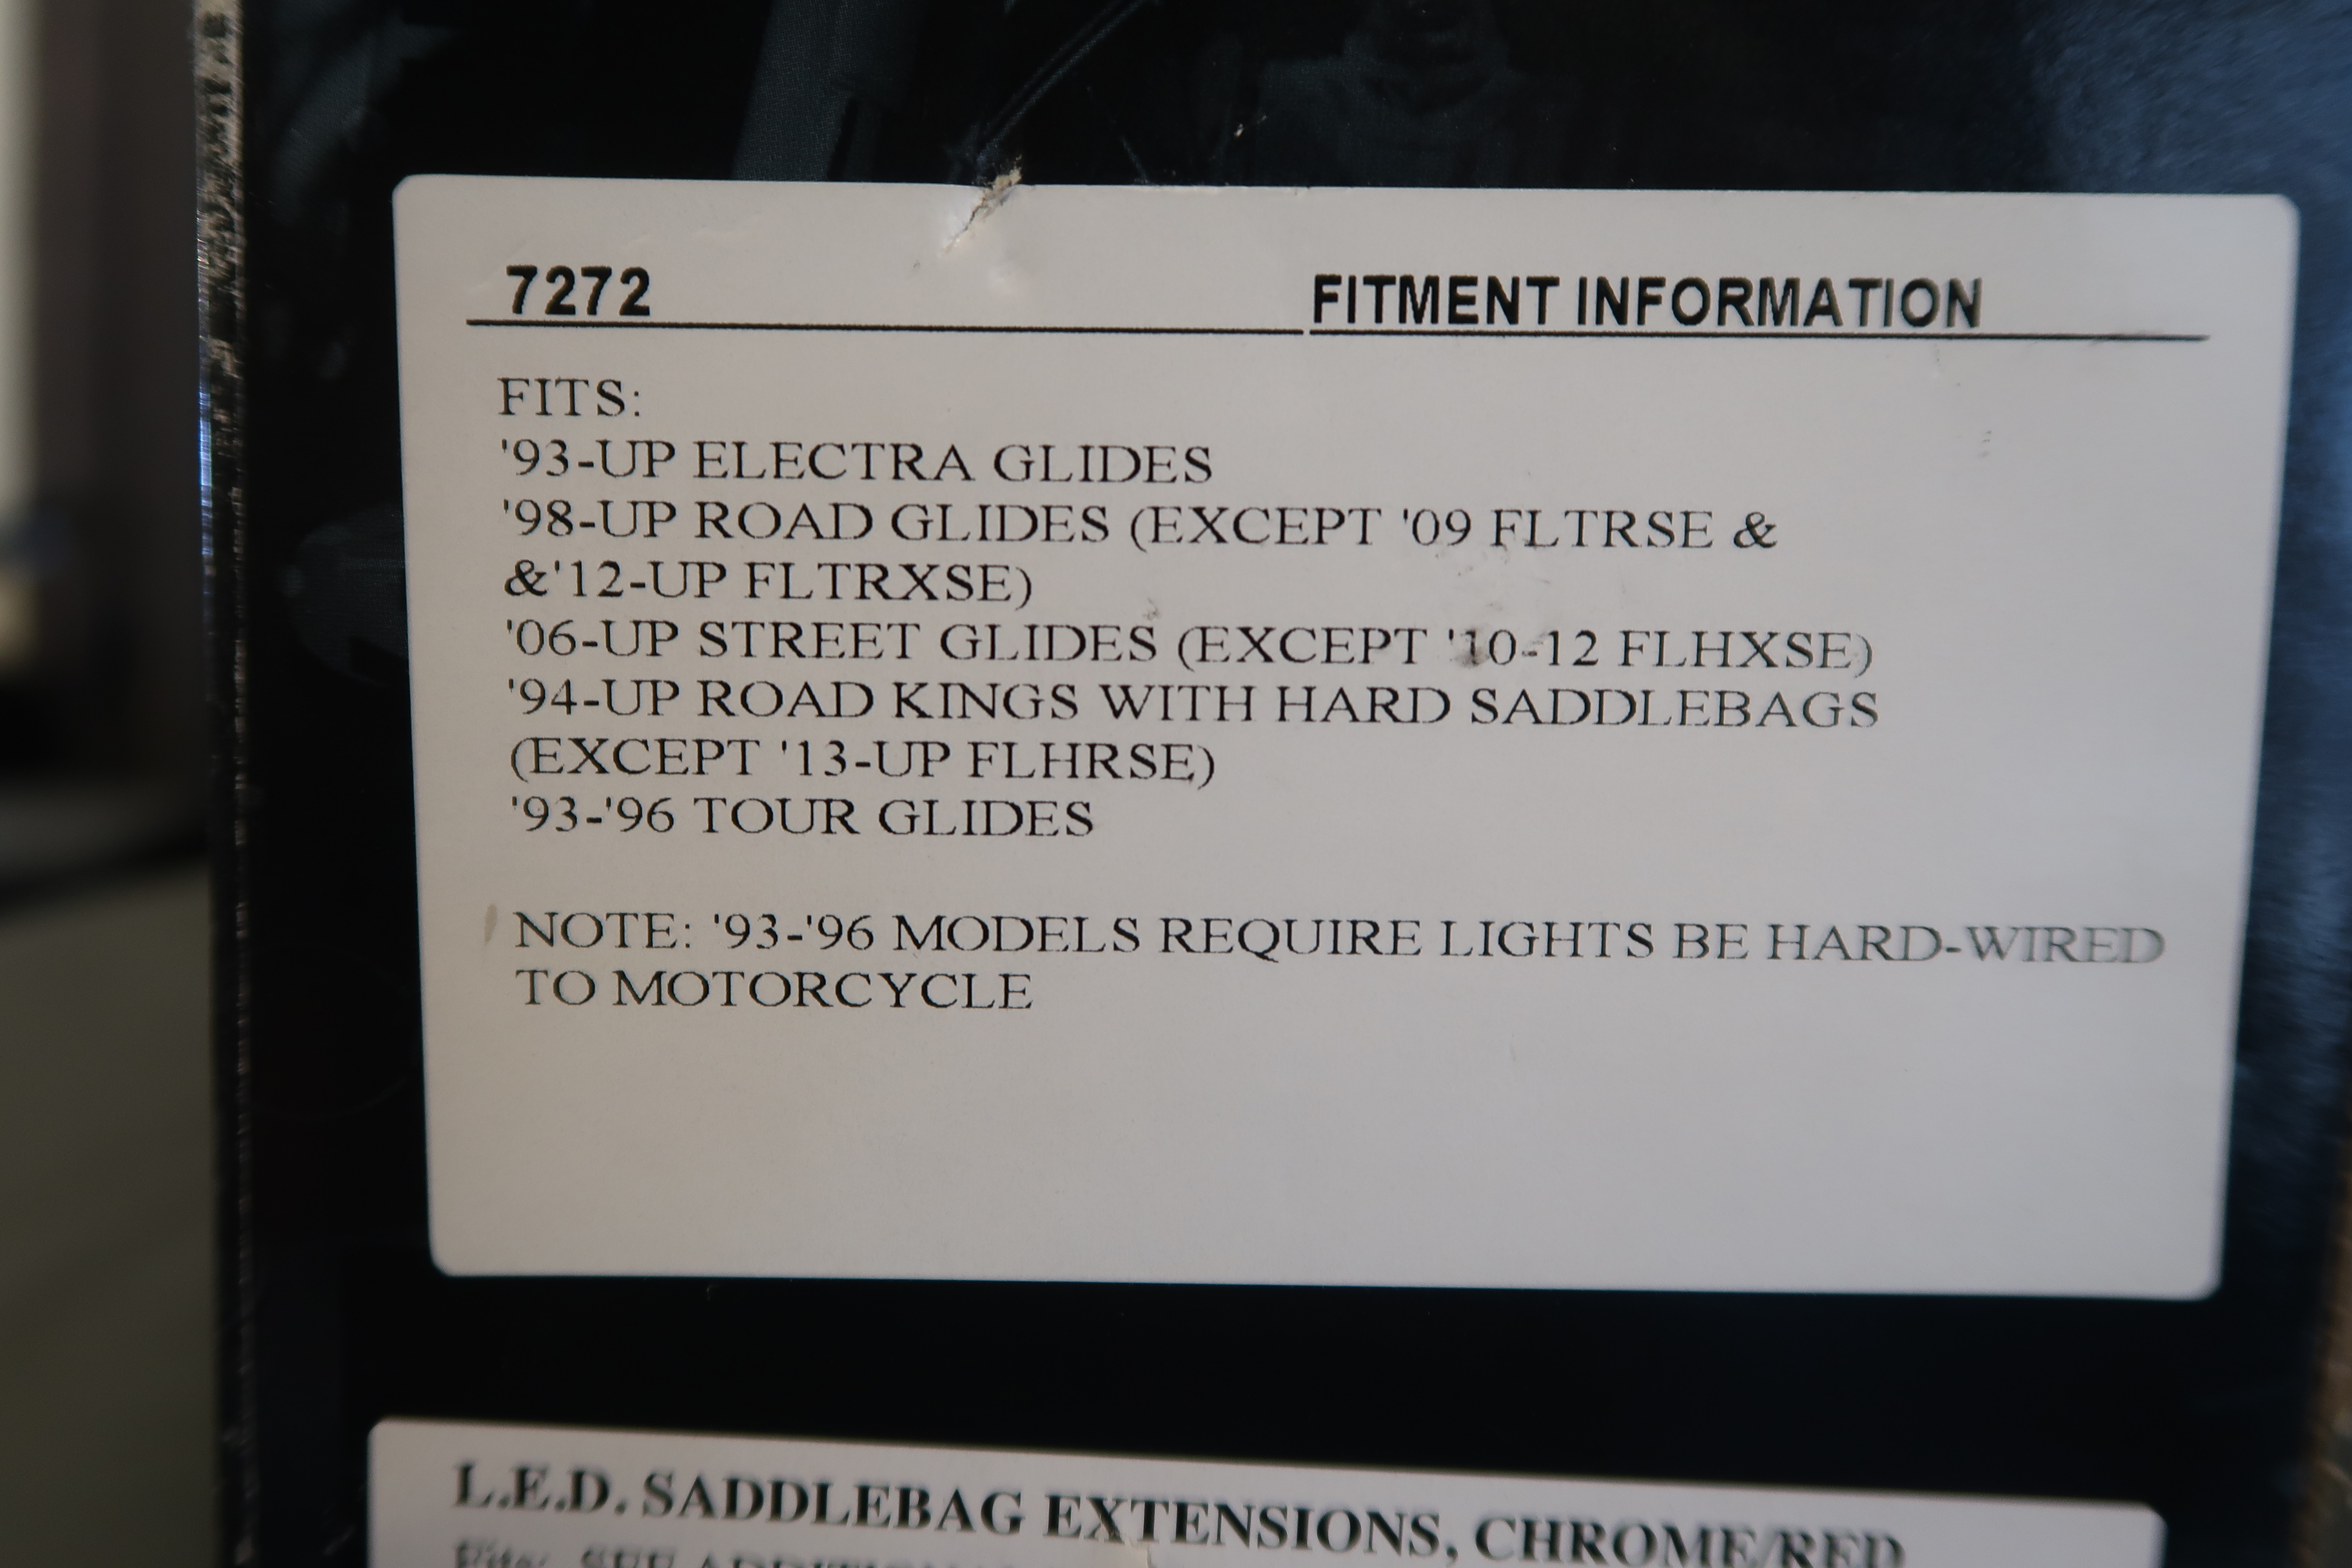 7272 FITMENT INFORMATION
FITS:
'93-UP ELECTRA GLIDES
'98-UP ROAD GLIDES (EXCEPT '09 FLTRSE &
&'12-UP FLTRXSE)
'06-UP STREET GLIDES (EXCEPT '10-12 FLHXSE)
'94-UP ROAD KINGS WITH HARD SADDLEBAGS
(EXCEPT '13-UP FLHRSE)
'93-'96 TOUR GLIDES
NOTE: '93-'96 MODELS REQUIRE LIGHTS BE HARD-WIRED
TO MOTORCYCLE
L.E.D. SADDLEBAG EXTENSIONS, CHROME/RED